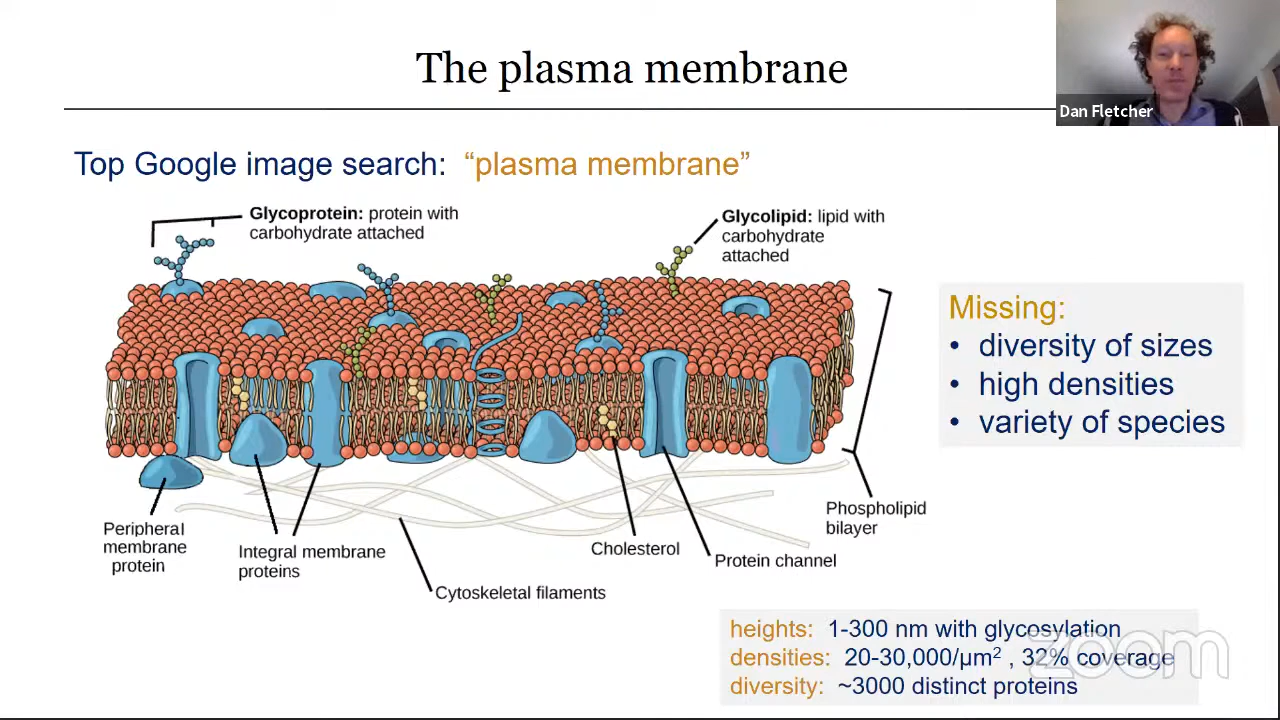 The plasma membrane
Dan Fletcher
Top Google image search: “plasma membrane”
Glycoprotein: protein with
carbohydrate attached
Glycolipid: lipid with
carbohydrate
attached
Missing:
• diversity of sizes
• high densities
• variety of species
Peripheral
membrane
protein
Integral membrane
proteins
Cytoskeletal filaments
Cholesterol
Protein channel
Phospholipid
bilayer
heights: 1-300 nm with glycosylation
densities: 20-30,000/µm² , 32% coverage
diversity: ~3000 distinct proteins
zoom